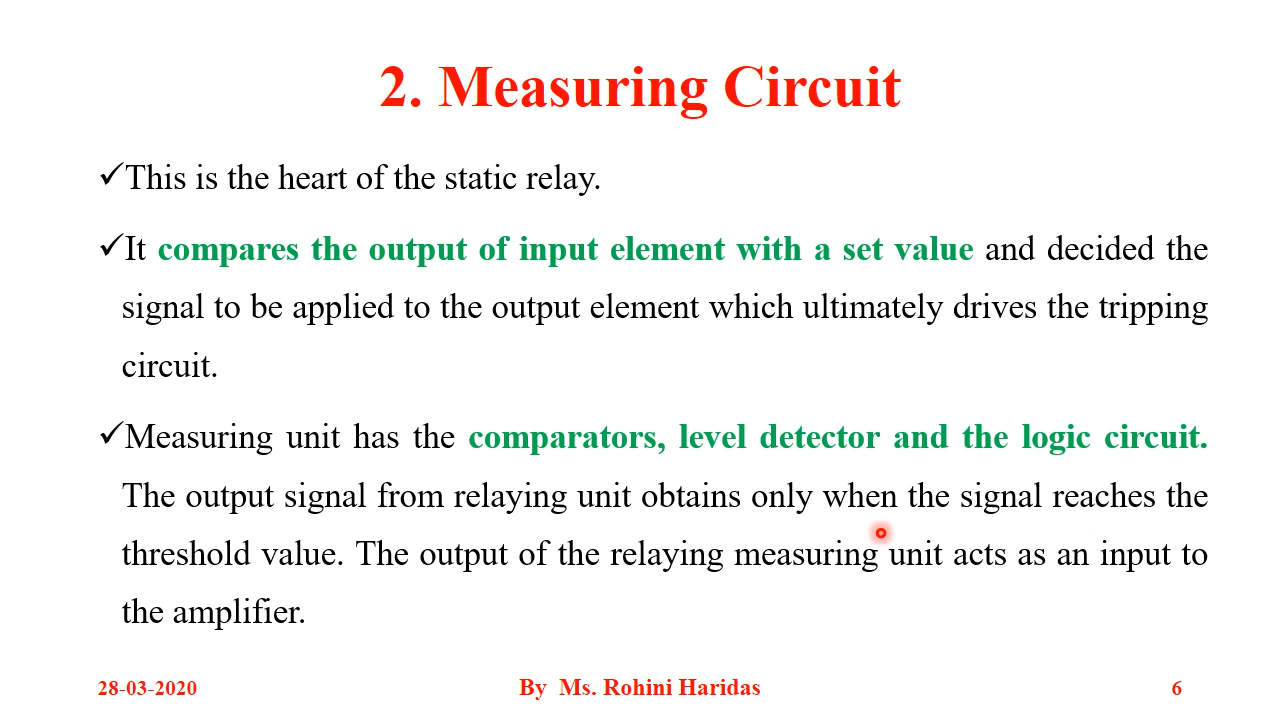 2. Measuring Circuit
✓This is the heart of the static relay.
✓It compares the output of input element with a set value and decided the
signal to be applied to the output element which ultimately drives the tripping
circuit.
✓Measuring unit has the comparators, level detector and the logic circuit.
The output signal from relaying unit obtains only when the signal reaches the
threshold value. The output of the relaying measuring unit acts as an input to
the amplifier.
28-03-2020 By Ms. Rohini Haridas 6